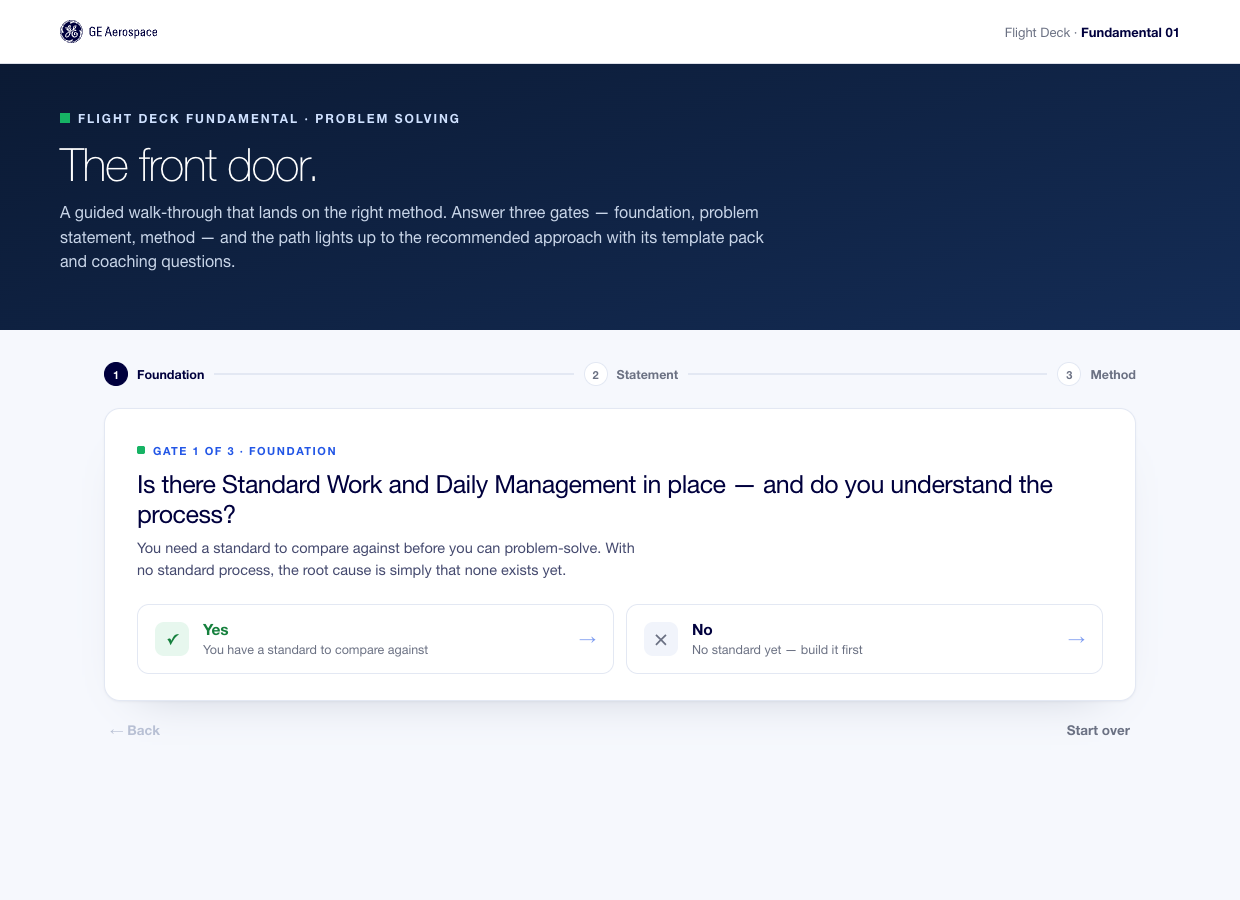 GE Aerospace
Flight Deck · Fundamental 01
FLIGHT DECK FUNDAMENTAL · PROBLEM SOLVING
The front door.
A guided walk-through that lands on the right method. Answer three gates — foundation, problem
statement, method — and the path lights up to the recommended approach with its template pack
and coaching questions.
1 Foundation
2 Statement
3 Method
GATE 1 OF 3 · FOUNDATION
Is there Standard Work and Daily Management in place — and do you understand the
process?
You need a standard to compare against before you can problem-solve. With
no standard process, the root cause is simply that none exists yet.
✓ Yes →
You have a standard to compare against
✕ No →
No standard yet — build it first
← Back
Start over